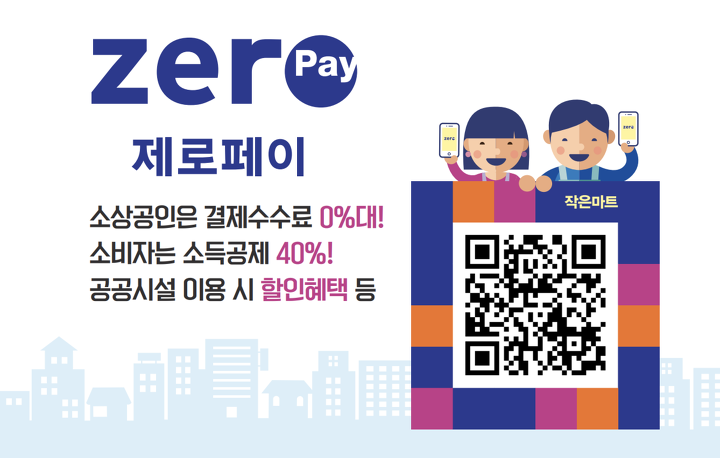 zero Pay
제로페이
소상공인은 결제수수료 0%대!
소비자는 소득공제 40%!
공공시설 이용 시 할인혜택 등
zero
zero
작은마트